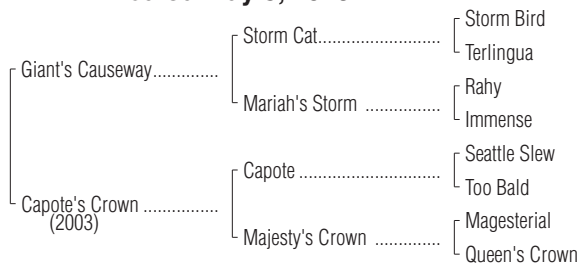 Storm Bird
Storm Cat..............................
Terlingua
Giant's Causeway................
Rahy
Mariah's Storm ..................
Immense
Seattle Slew
Capote ..................................
Too Bald
Capote's Crown ..................
(2003)
Magesterial
Majesty's Crown ................
Queen's Crown